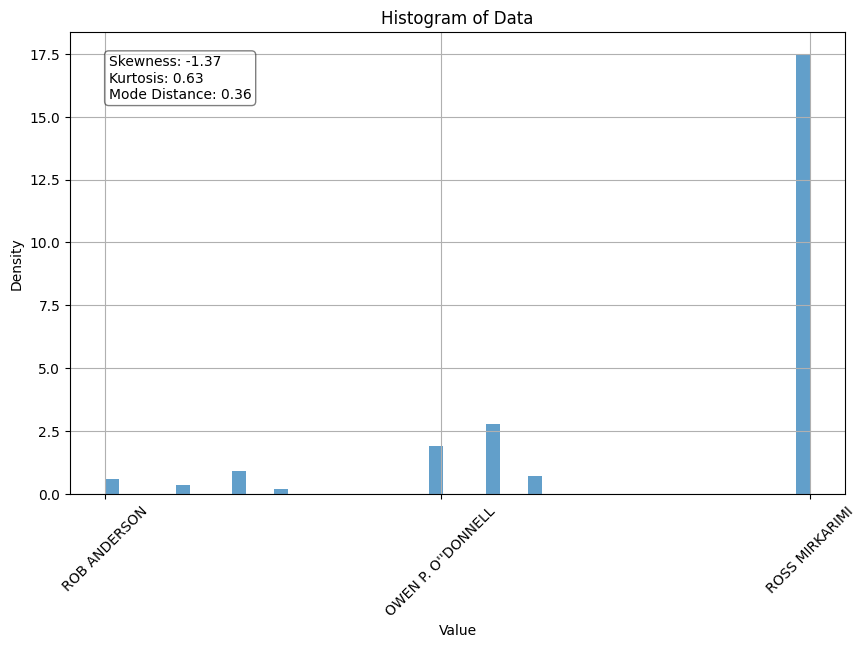 Histogram of Data
Skewness: -1.37
Kurtosis: 0.63
Mode Distance: 0.36
17.5
15.0
12.5
10.0
7.5
5.0
2.5
0.0
Density
ROB ANDERSON
OWEN P. O''DONNELL
ROSS MIRKARIMI
Value